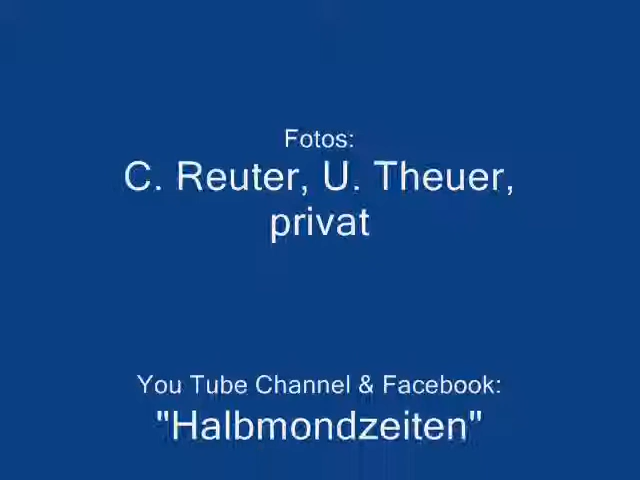 Fotos:
C. Reuter, U. Theuer,
privat
You Tube Channel & Facebook:
"Halbmondzeiten"